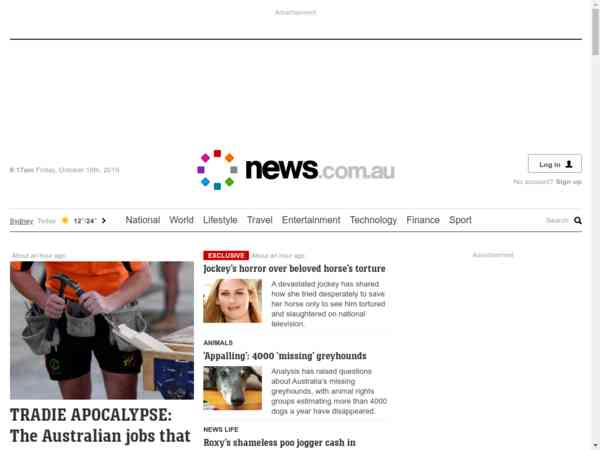 Advertisement
news.com.au
6:17am Friday, October 18th, 2019
Log in
No account? Sign up
Sydney Today 12°/24° National World Lifestyle Travel Entertainment Technology Finance Sport Search
About an hour ago
TRADIE APOCALYPSE:
The Australian jobs that
EXCLUSIVE About an hour ago
Jockey's horror over beloved horse's torture
A devastated jockey has shared
how she tried desperately to save
her horse only to see him tortured
and slaughtered on national
television.
ANIMALS
'Appalling': 4000 'missing' greyhounds
Analysis has raised questions
about Australia's missing
greyhounds, with animal rights
groups estimating more than 4000
dogs a year have disappeared.
NEWS LIFE
Roxy's shameless poo jogger cash in
Advertisement